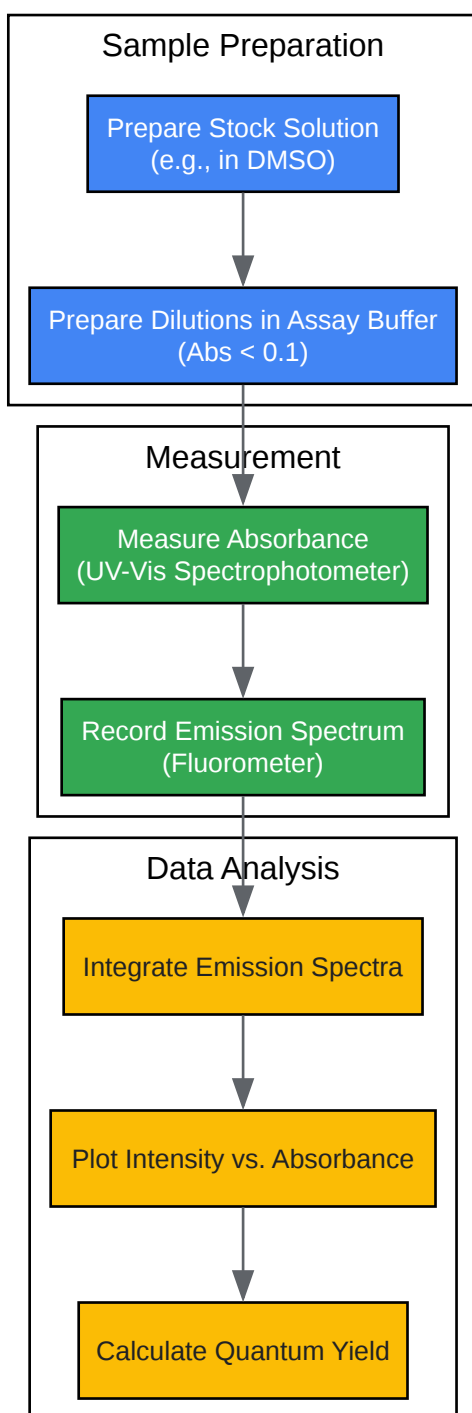 Sample Preparation
Prepare Stock Solution
(e.g., in DMSO)
Prepare Dilutions in Assay Buffer
(Abs < 0.1)
Measurement
Measure Absorbance
(UV-Vis Spectrophotometer)
Record Emission Spectrum
(Fluorometer)
Data Analysis
Integrate Emission Spectra
Plot Intensity vs. Absorbance
Calculate Quantum Yield